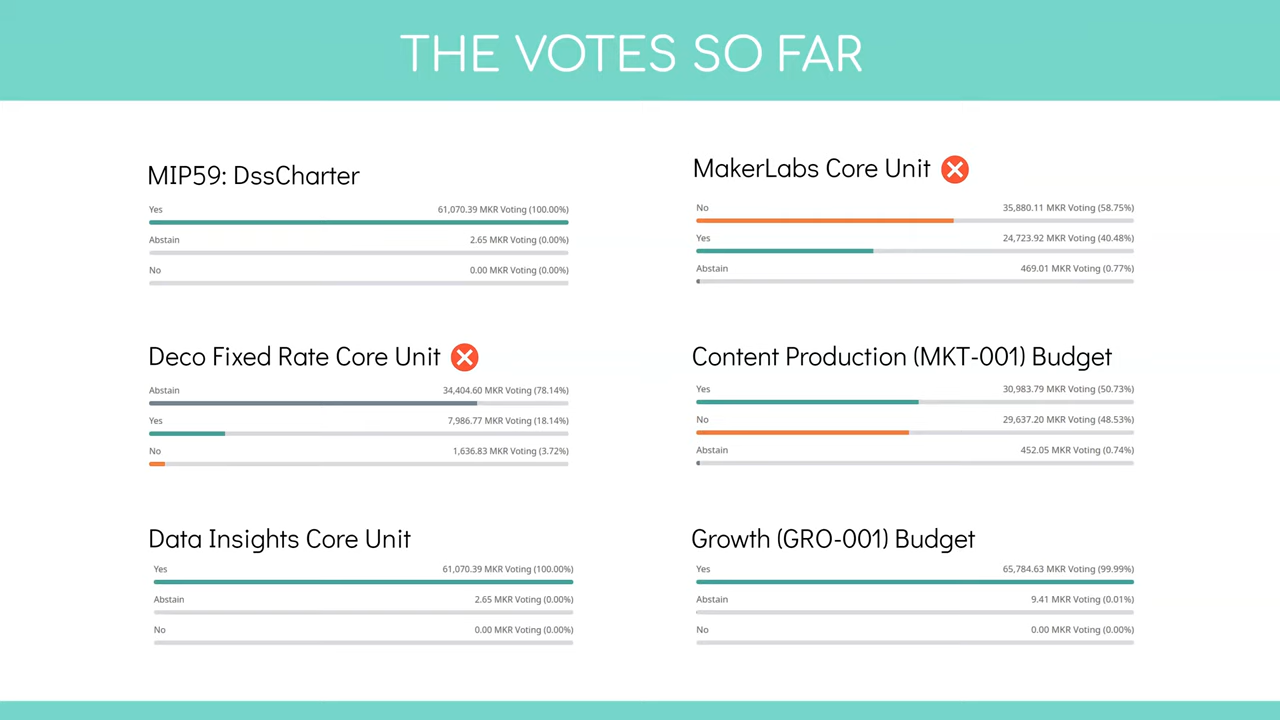 THE VOTES SO FAR
MIP59: DssCharter
Yes 61,070.39 MKR Voting (100.00%)
Abstain 2.65 MKR Voting (0.00%)
No 0.00 MKR Voting (0.00%)
MakerLabs Core Unit
No 35,880.11 MKR Voting (58.75%)
Yes 24,723.92 MKR Voting (40.48%)
Abstain 469.01 MKR Voting (0.77%)
Deco Fixed Rate Core Unit
Abstain 34,404.60 MKR Voting (78.14%)
Yes 7,986.77 MKR Voting (18.14%)
No 1,636.83 MKR Voting (3.72%)
Content Production (MKT-001) Budget
Yes 30,983.79 MKR Voting (50.73%)
No 29,637.20 MKR Voting (48.53%)
Abstain 452.05 MKR Voting (0.74%)
Data Insights Core Unit
Yes 61,070.39 MKR Voting (100.00%)
Abstain 2.65 MKR Voting (0.00%)
No 0.00 MKR Voting (0.00%)
Growth (GRO-001) Budget
Yes 65,784.63 MKR Voting (99.99%)
Abstain 9.41 MKR Voting (0.01%)
No 0.00 MKR Voting (0.00%)